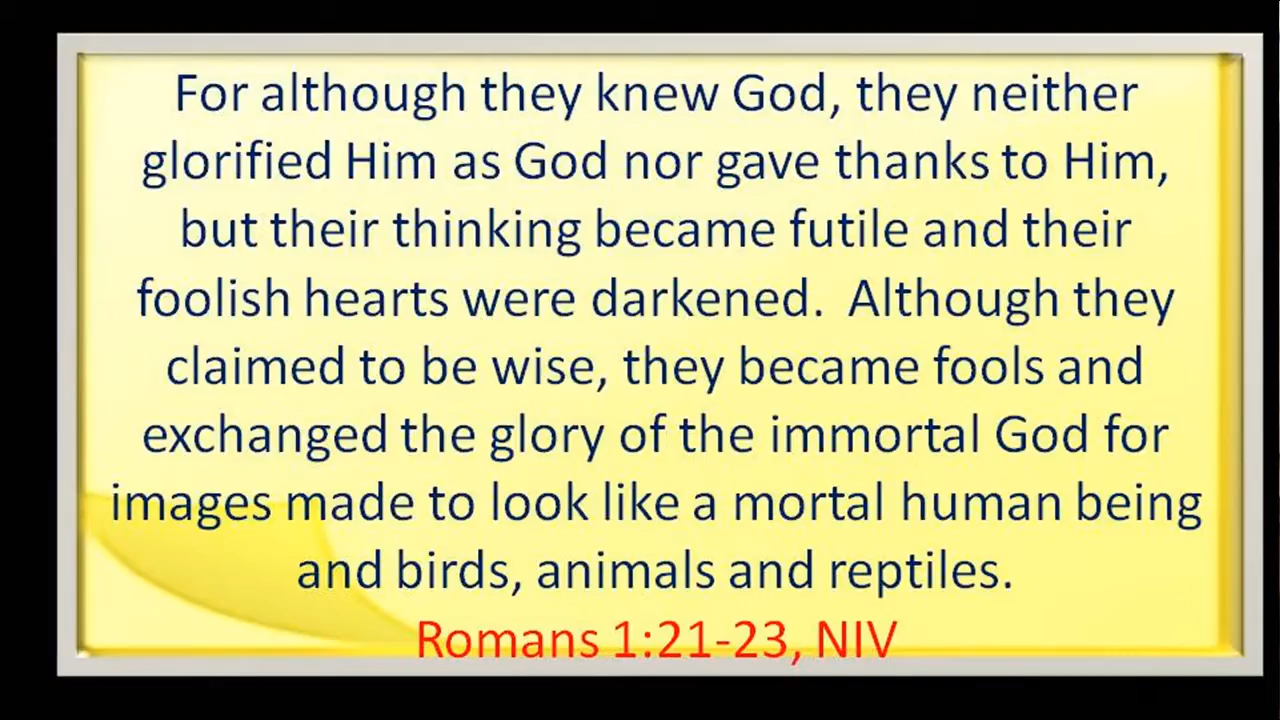 For although they knew God, they neither
glorified Him as God nor gave thanks to Him,
but their thinking became futile and their
foolish hearts were darkened.  Although they
claimed to be wise, they became fools and
exchanged the glory of the immortal God for
images made to look like a mortal human being
and birds, animals and reptiles.
Romans 1:21-23, NIV